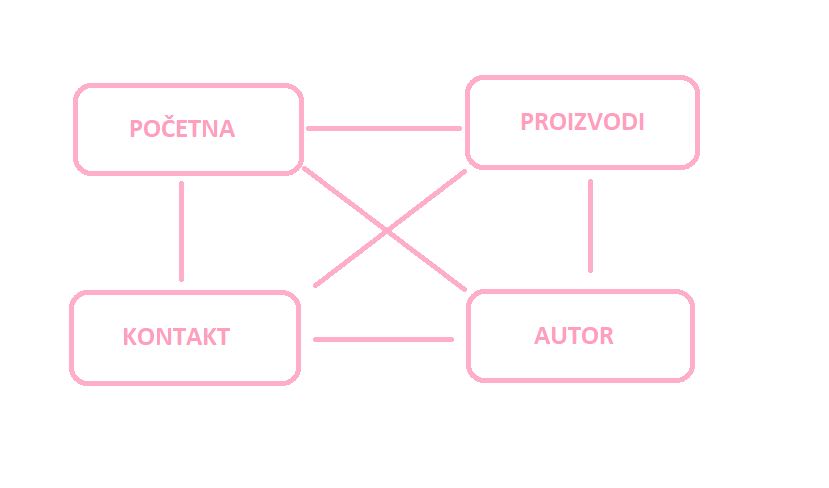 POČETNA
PROIZVODI
KONTAKT
AUTOR